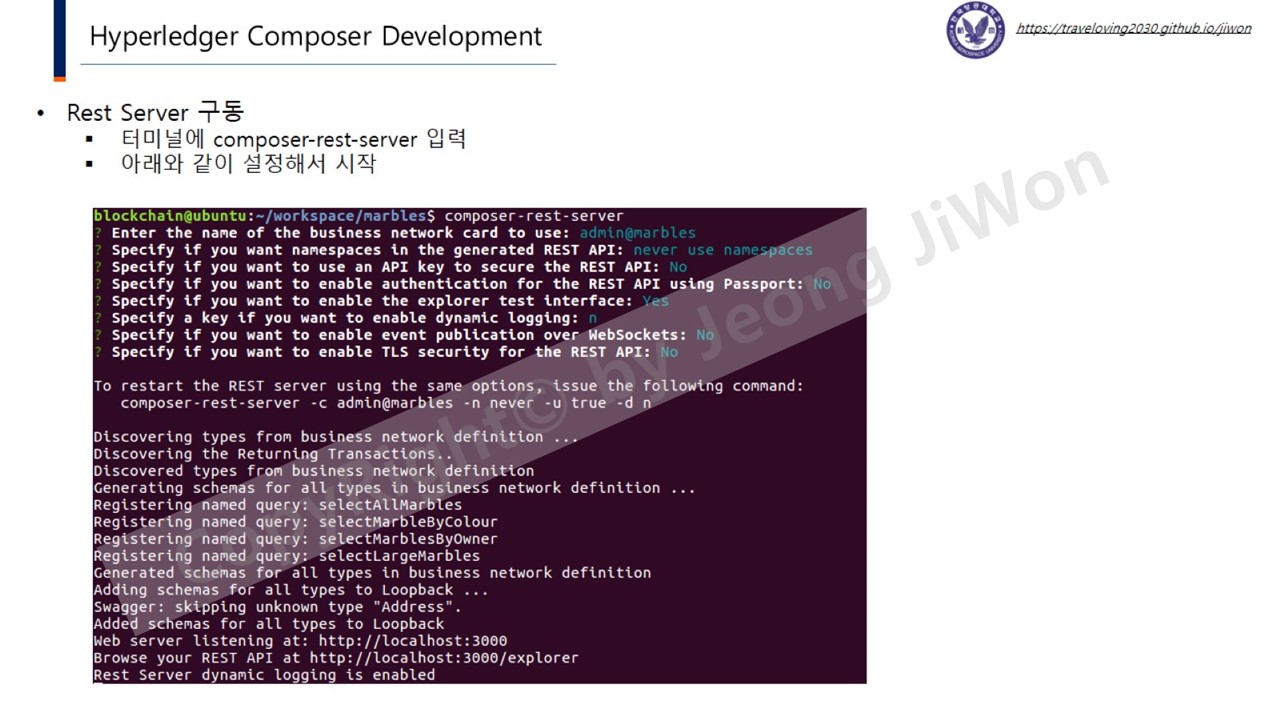 Hyperledger Composer Development
https://traveloving2030.github.io/jiwon
• Rest Server 구동
▪ 터미널에 composer-rest-server 입력
▪ 아래와 같이 설정해서 시작
blockchain@ubuntu:~/workspace/marbles$ composer-rest-server
? Enter the name of the business network card to use: admin@marbles
? Specify if you want namespaces in the generated REST API: never use namespaces
? Specify if you want to use an API key to secure the REST API: No
? Specify if you want to enable authentication for the REST API using Passport: No
? Specify if you want to enable the explorer test interface: Yes
? Specify a key if you want to enable dynamic logging: n
? Specify if you want to enable event publication over WebSockets: No
? Specify if you want to enable TLS security for the REST API: No
To restart the REST server using the same options, issue the following command:
composer-rest-server -c admin@marbles -n never -u true -d n
Discovering types from business network definition ...
Discovering the Returning Transactions..
Discovered types from business network definition
Generating schemas for all types in business network definition ...
Registering named query: selectAllMarbles
Registering named query: selectMarbleByColour
Registering named query: selectMarblesByOwner
Registering named query: selectLargeMarbles
Generated schemas for all types in business network definition
Adding schemas for all types to Loopback ...
Swagger: skipping unknown type "Address".
Added schemas for all types to Loopback
Web server listening at: http://localhost:3000
Browse your REST API at http://localhost:3000/explorer
Rest Server dynamic logging is enabled
CopyRight© by Jeong JiWon